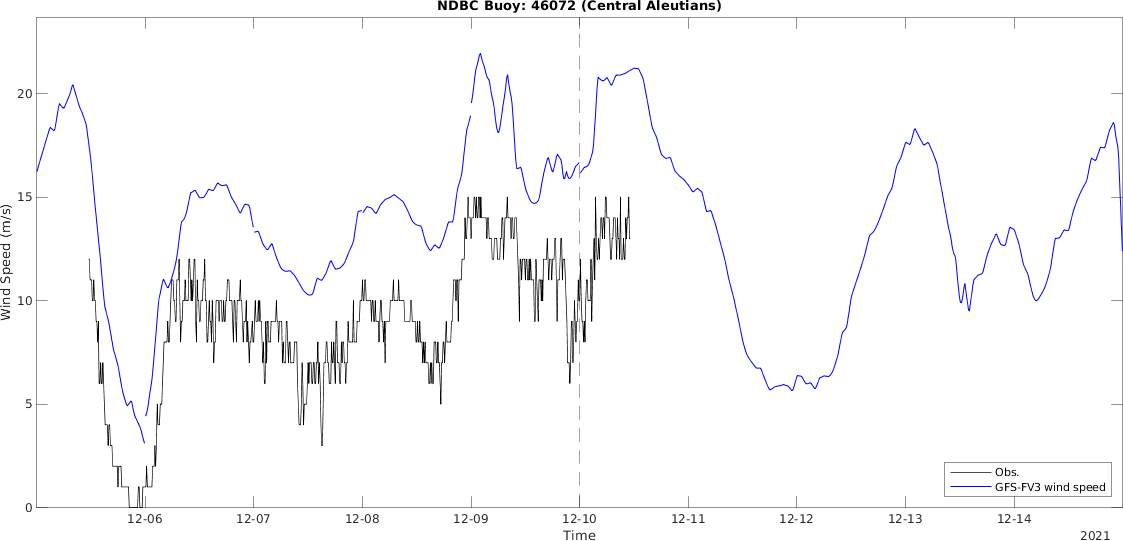 NDBC Buoy: 46072 (Central Aleutians)
Wind Speed (m/s)
20
15
10
5
0
12-06 12-07 12-08 12-09 12-10 12-11 12-12 12-13 12-14
Time
2021
Obs.
GFS-FV3 wind speed